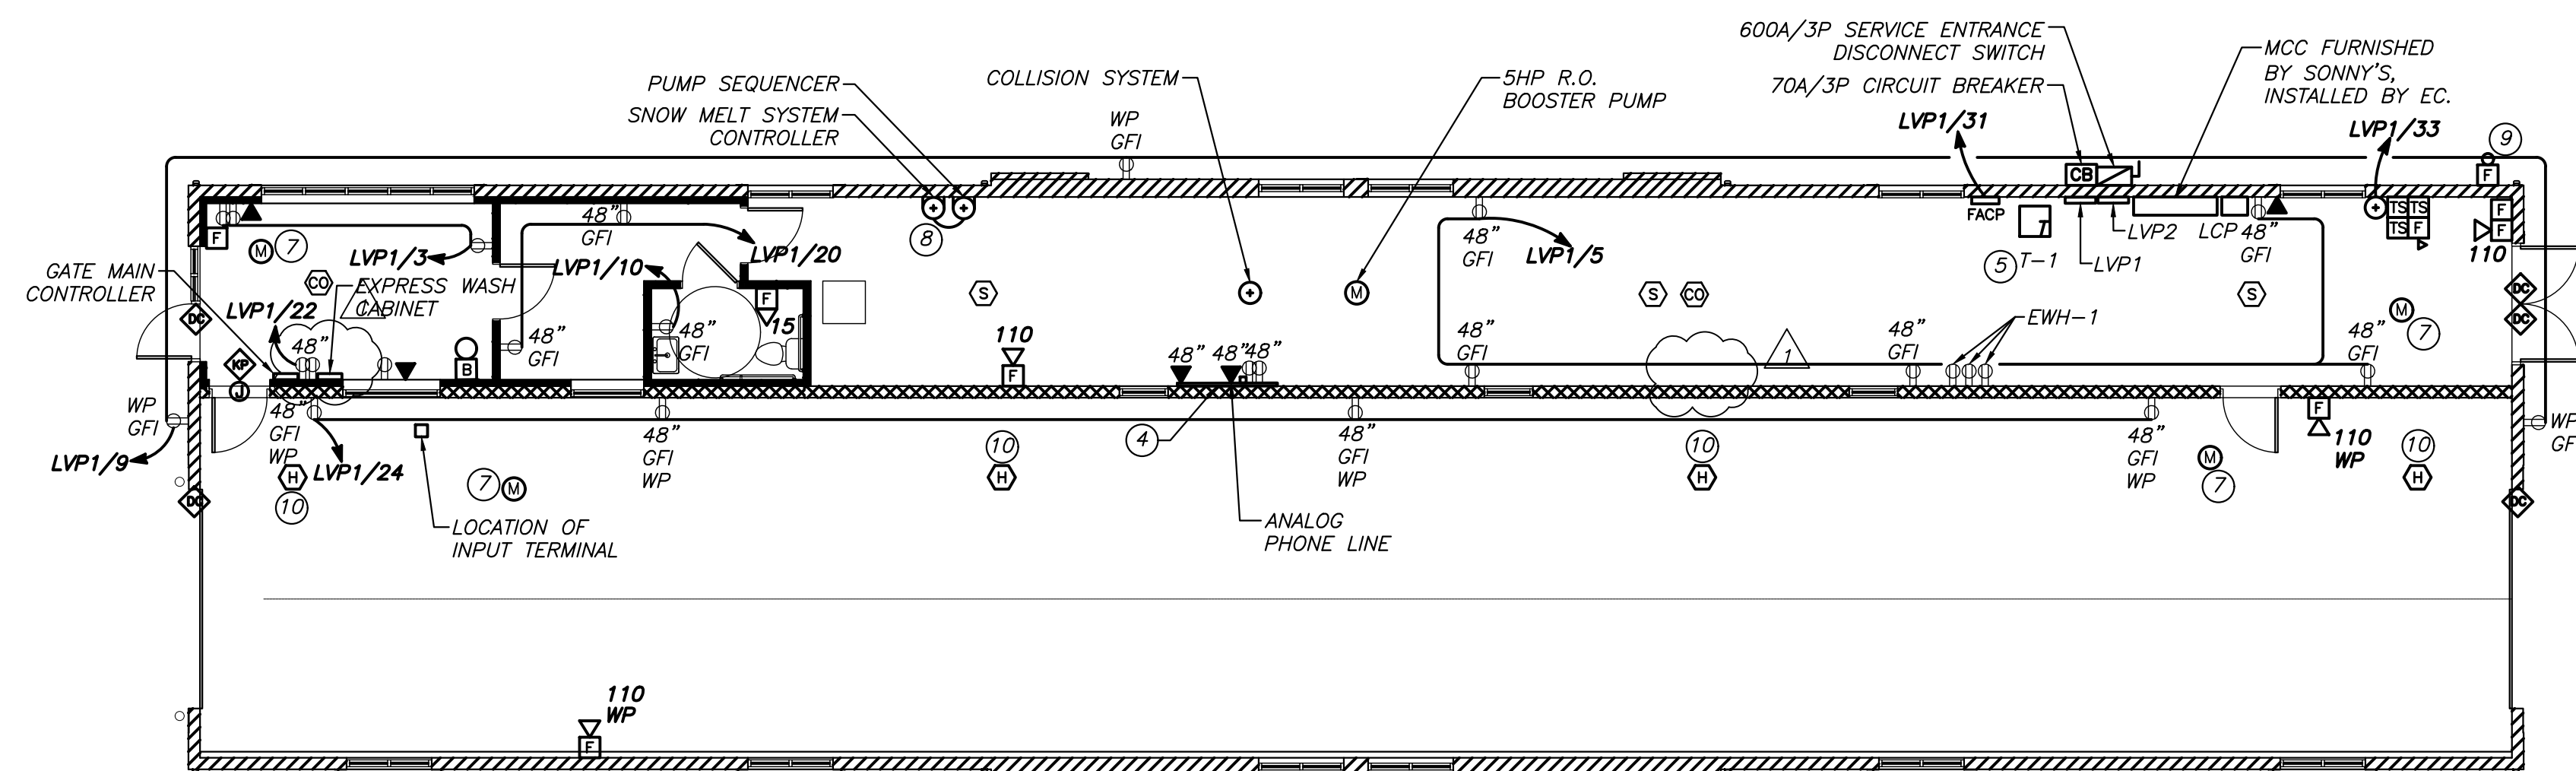 600A/3P SERVICE ENTRANCE
DISCONNECT SWITCH
70A/3P CIRCUIT BREAKER
MCC FURNISHED
BY SONNY'S,
INSTALLED BY EC.
PUMP SEQUENCER
SNOW MELT SYSTEM
CONTROLLER
COLLISION SYSTEM
5HP R.O.
BOOSTER PUMP
WP
GFI
LVP1/31
LVP1/33
9
F
CB
FACP
T
5
T-1
LVP2
LVP1
LCP
48"
GFI
TS
TS
TS
F
F
F
110
F
M
7
LVP1/3
CO
GATE MAIN
CONTROLLER
EXPRESS WASH
CABINET
1
LVP1/22
48"
48"
GFI
LVP1/20
LVP1/10
48"
GFI
48"
GFI
F
15
8
S
M
48"
GFI
LVP1/5
S
CO
S
DC
DC
DC
M
7
EWH-1
KP
J
B
110
F
48"
48"
48"
48"
GFI
1
48"
GFI
48"
GFI
WP
GFI
LVP1/9
48"
GFI
WP
LVP1/24
H
10
48"
GFI
WP
7
M
10
H
4
48"
GFI
WP
10
H
48"
GFI
WP
M
7
F
110
WP
10
H
WP
DC
DC
LOCATION OF
INPUT TERMINAL
ANALOG
PHONE LINE
110
WP
F